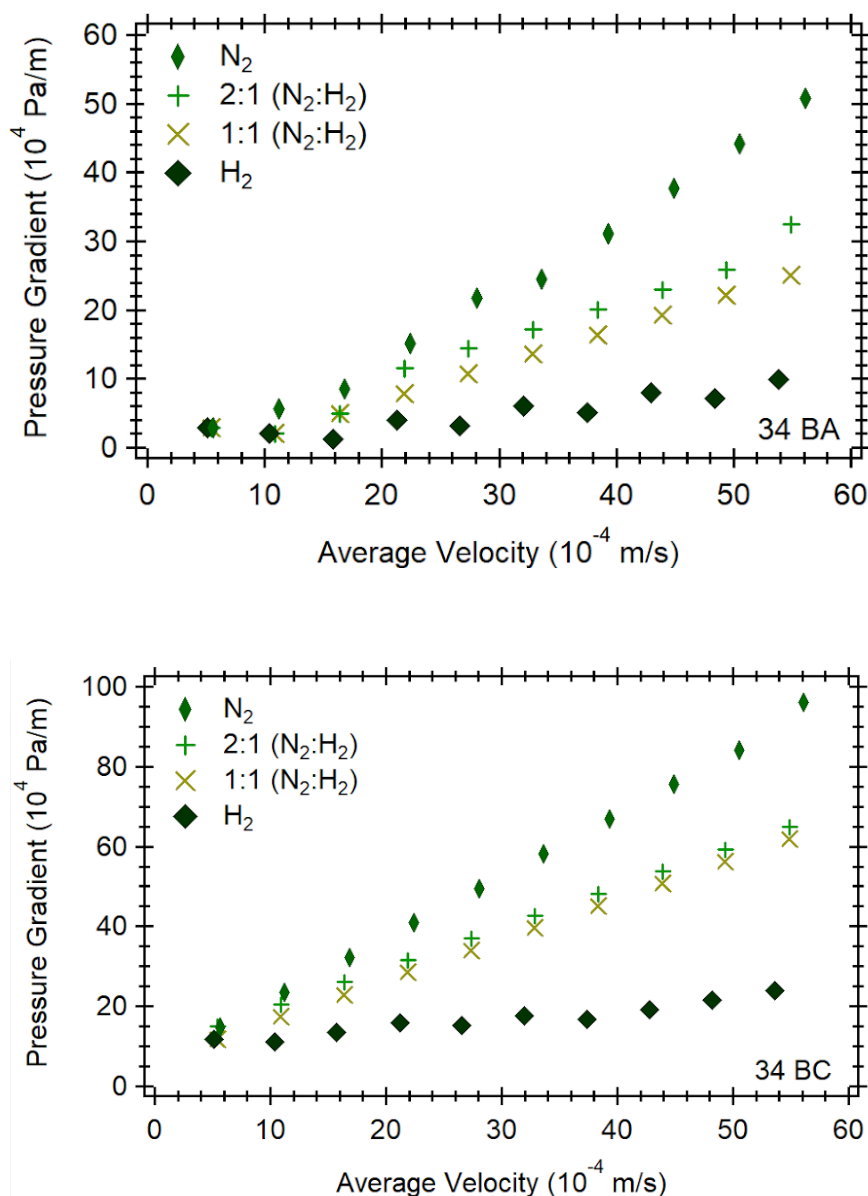 60
50
40
30
20
10
0
Pressure Gradient (10⁴ Pa/m)
N₂
2:1 (N₂:H₂)
1:1 (N₂:H₂)
H₂
34 BA
0 10 20 30 40 50 60
Average Velocity (10⁻⁴ m/s)
100
80
60
40
20
0
Pressure Gradient (10⁴ Pa/m)
N₂
2:1 (N₂:H₂)
1:1 (N₂:H₂)
H₂
34 BC
0 10 20 30 40 50 60
Average Velocity (10⁻⁴ m/s)